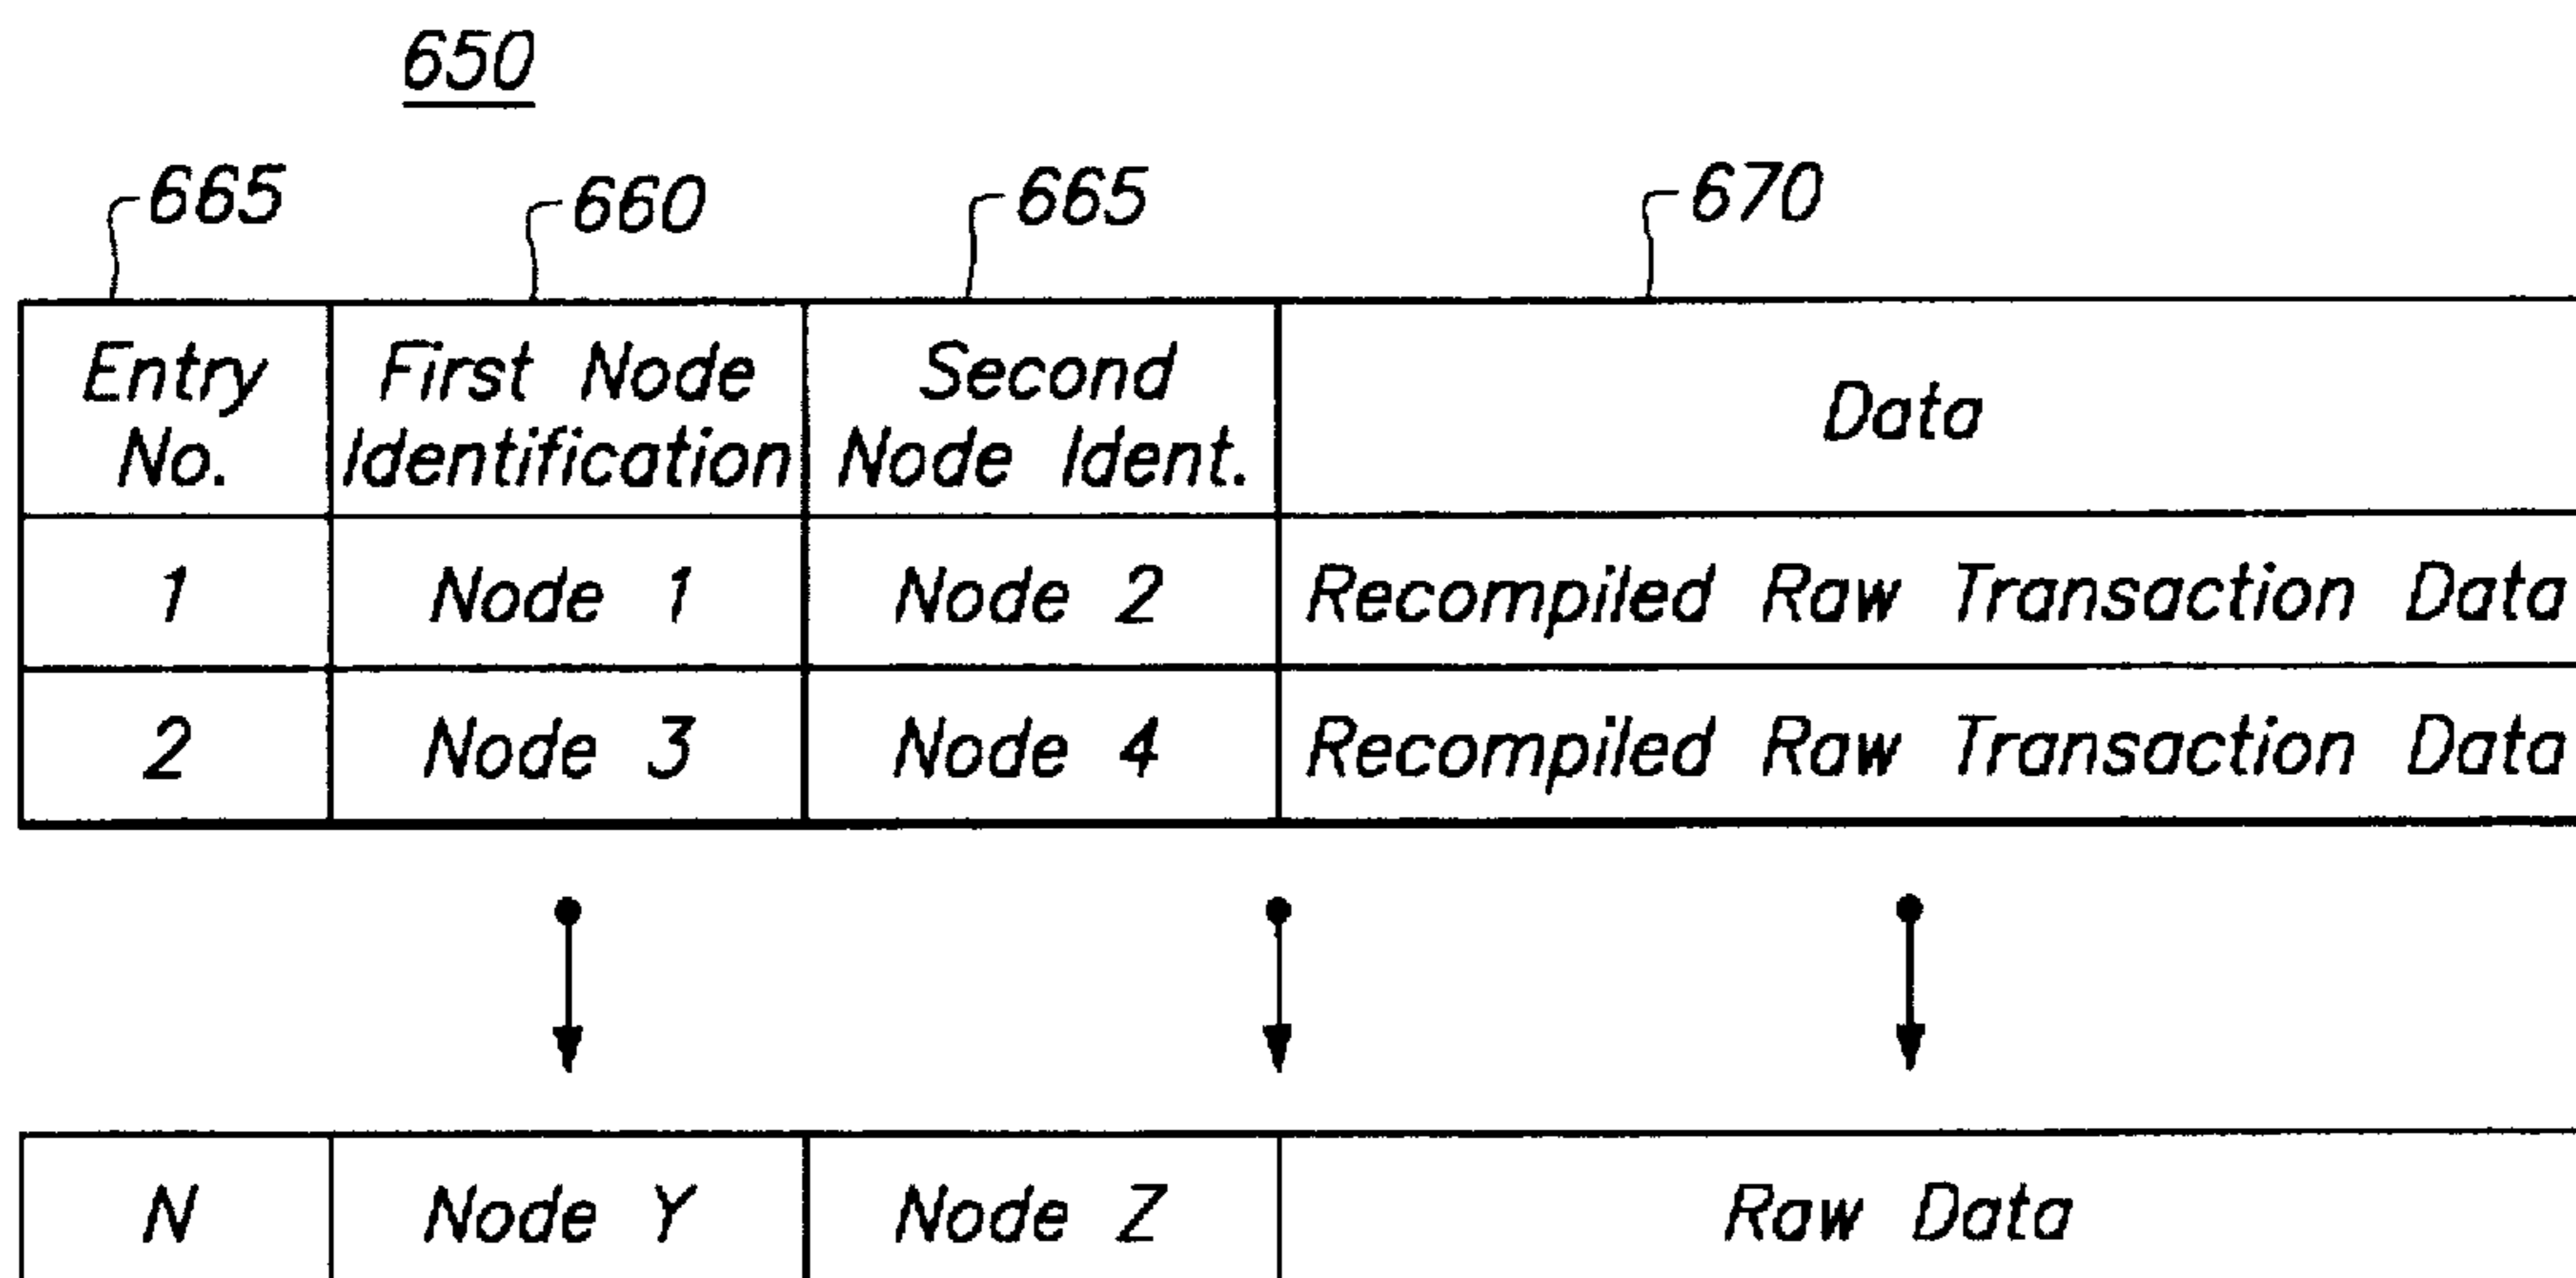 650
665 660 665 670
Entry No. First Node Identification Second Node Ident. Data
1 Node 1 Node 2 Recompiled Raw Transaction Data
2 Node 3 Node 4 Recompiled Raw Transaction Data
N Node Y Node Z Raw Data